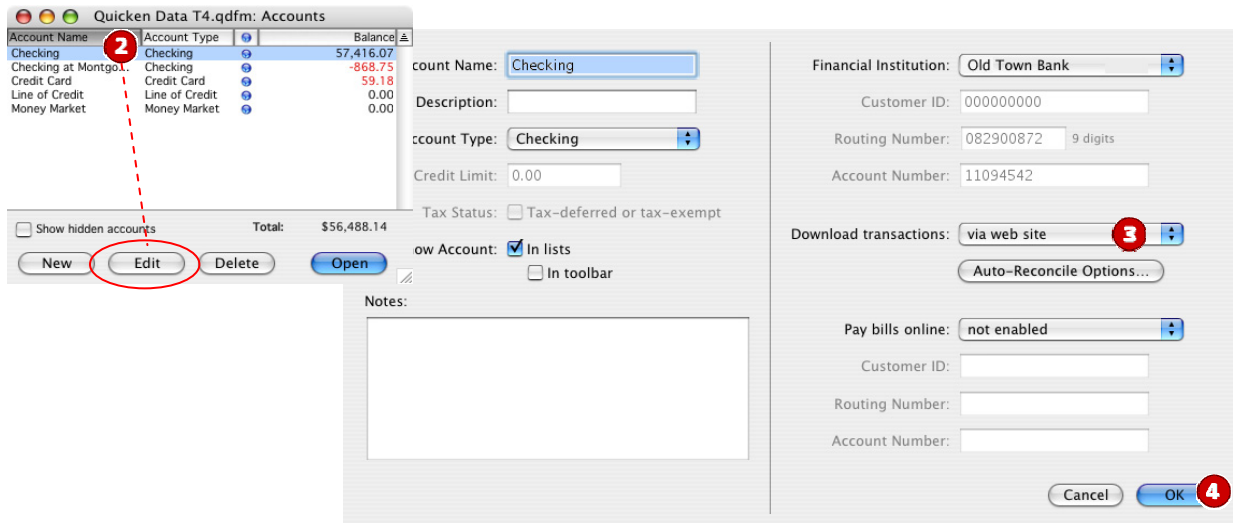 Quicken Data T4.qdfm: Accounts
Account Name Account Type Balance
2
Checking Checking 57,416.07
Checking at Montgo... Checking -868.75
Credit Card Credit Card 59.18
Line of Credit Line of Credit 0.00
Money Market Money Market 0.00
Show hidden accounts Total: $56,488.14
New Edit Delete Open
count Name: Checking
Description:
ccount Type: Checking
Credit Limit: 0.00
Tax Status: Tax-deferred or tax-exempt
ow Account: In lists
In toolbar
Notes:
Financial Institution: Old Town Bank
Customer ID: 000000000
Routing Number: 082900872 9 digits
Account Number: 11094542
Download transactions: via web site 3
Auto-Reconcile Options...
Pay bills online: not enabled
Customer ID:
Routing Number:
Account Number:
Cancel OK 4